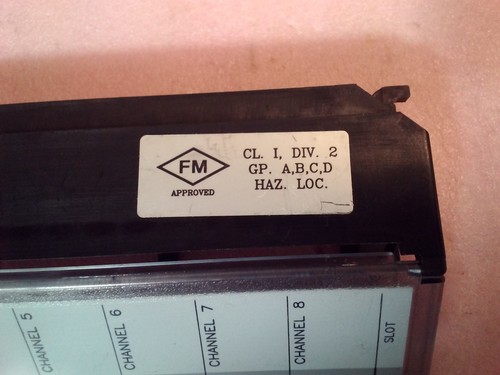 FM
APPROVED
CL. I, DIV. 2
GP. A,B,C,D
HAZ. LOC.
CHANNEL 5
CHANNEL 6
CHANNEL 7
CHANNEL 8
SLOT